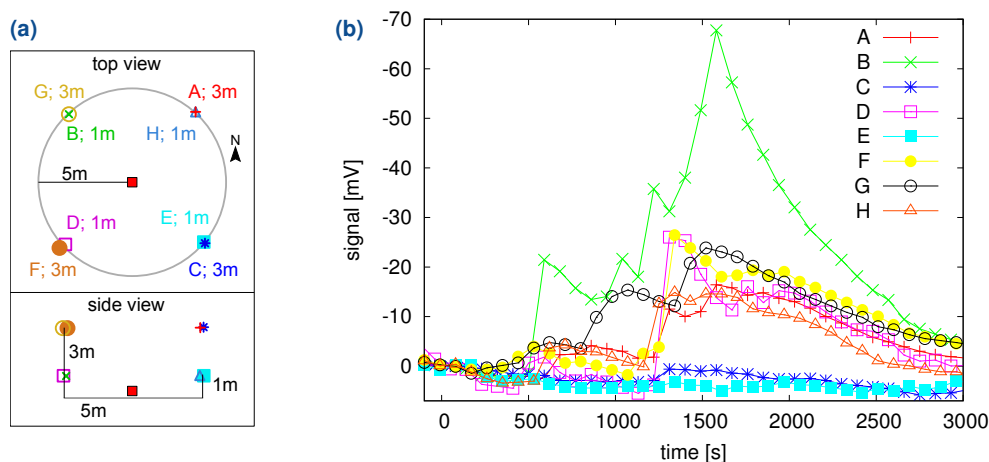 (a)
top view
G; 3m
A; 3m
B; 1m
H; 1m
N
5m
D; 1m
E; 1m
F; 3m
C; 3m
side view
3m
1m
5m
(b)
-70
-60
-50
-40
-30
-20
-10
0
signal [mV]
0
500
1000
1500
2000
2500
3000
time [s]
A
B
C
D
E
F
G
H